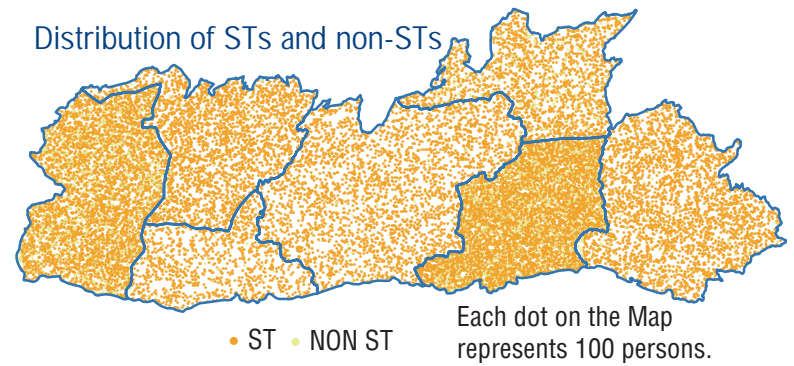 Distribution of STs and non-STs
ST NON ST
Each dot on the Map
represents 100 persons.